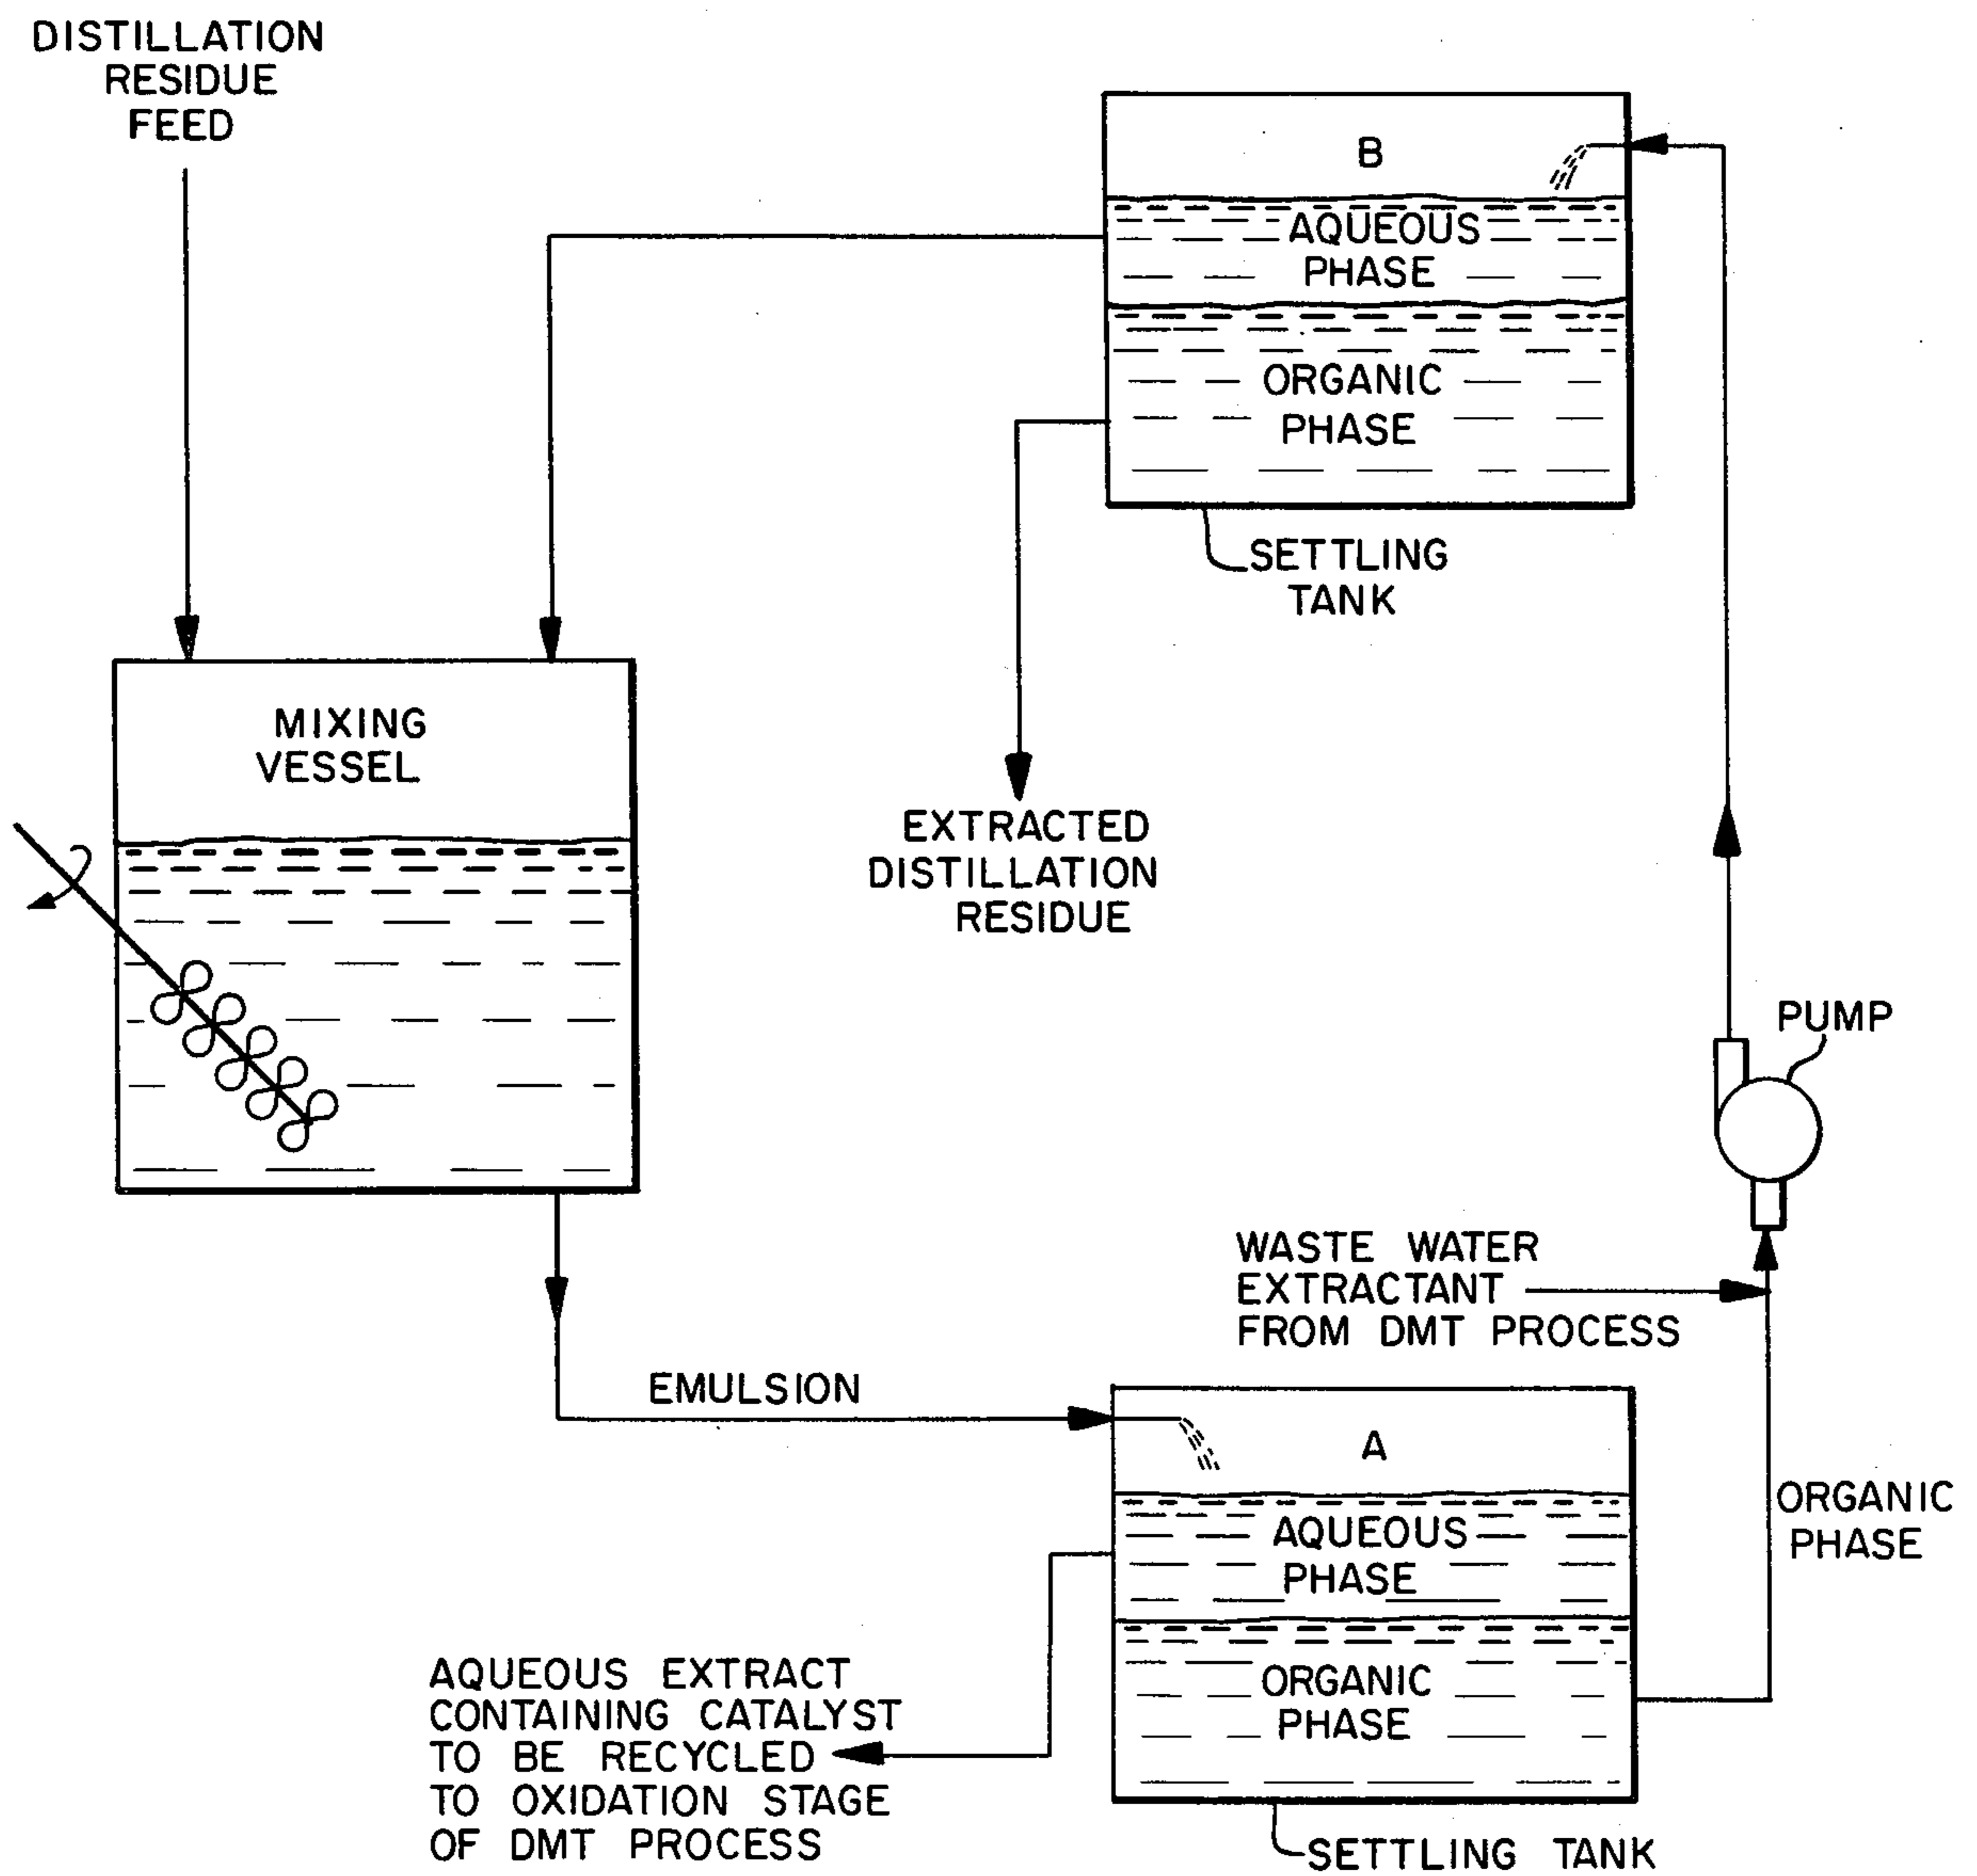 DISTILLATION
RESIDUE
FEED
B
AQUEOUS
PHASE
ORGANIC
PHASE
SETTLING
TANK
MIXING
VESSEL
EXTRACTED
DISTILLATION
RESIDUE
PUMP
WASTE WATER
EXTRACTANT
FROM DMT PROCESS
EMULSION
A
AQUEOUS
PHASE
ORGANIC
PHASE
ORGANIC
PHASE
AQUEOUS EXTRACT
CONTAINING CATALYST
TO BE RECYCLED
TO OXIDATION STAGE
OF DMT PROCESS
SETTLING TANK